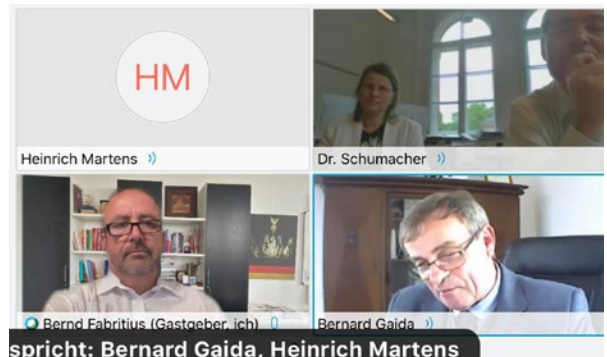 HM
Heinrich Martens
Dr. Schumacher
Bernd Fabritius (Gastgeber, ich)
Bernard Gaida
spricht: Bernard Gaida, Heinrich Martens